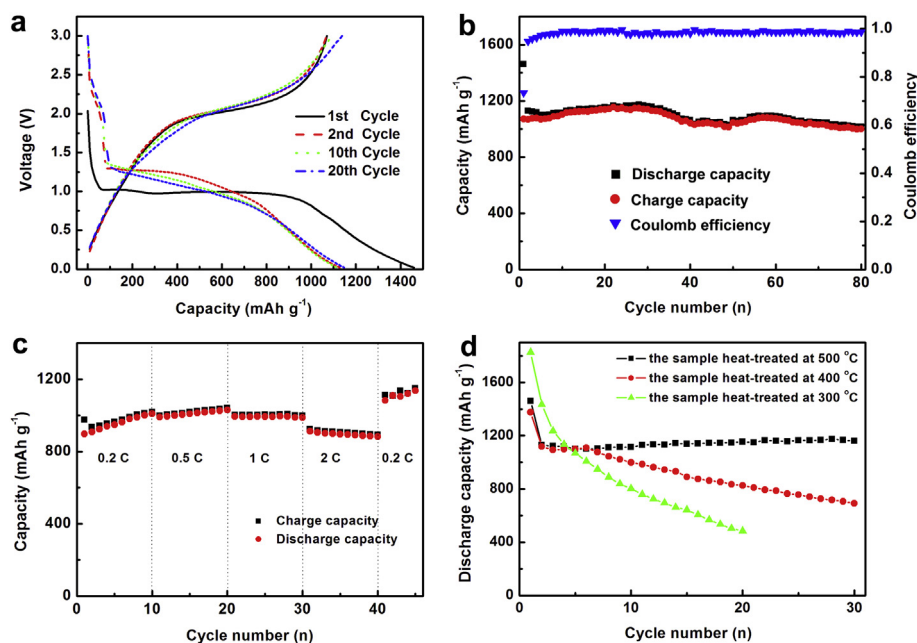 a
3.0
2.5
2.0
1.5
1.0
0.5
0.0
Voltage (V)
1st Cycle
2nd Cycle
10th Cycle
20th Cycle
0 200 400 600 800 1000 1200 1400
Capacity (mAh g-1)
b
1600
1200
800
400
0
Capacity (mAh g-1)
Discharge capacity
Charge capacity
Coulomb efficiency
1.0
0.8
0.6
0.4
0.2
0.0
Coulomb efficiency
0 20 40 60 80
Cycle number (n)
c
1200
800
400
0
Capacity (mAh g-1)
0.2 C 0.5 C 1 C 2 C 0.2 C
Charge capacity
Discharge capacity
0 10 20 30 40
Cycle number (n)
d
1600
1200
800
400
0
Discharge capacity (mAh g-1)
the sample heat-treated at 500 °C
the sample heat-treated at 400 °C
the sample heat-treated at 300 °C
0 10 20 30
Cycle number (n)